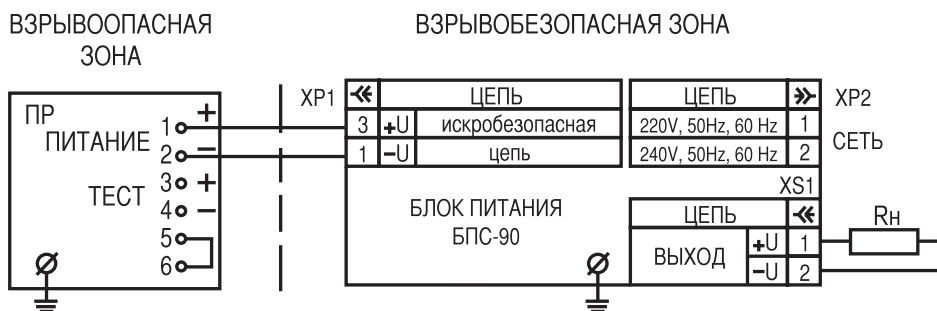 ВЗРЫВООПАСНАЯ
ЗОНА
ВЗРЫВОБЕЗОПАСНАЯ ЗОНА
ПР
ПИТАНИЕ
1 +
2 −
ТЕСТ
3 +
4 −
5
6
XP1
ЦЕПЬ
3 +U искробезопасная
1 −U цепь
ЦЕПЬ
XP2
220V, 50Hz, 60 Hz 1
240V, 50Hz, 60 Hz 2
СЕТЬ
БЛОК ПИТАНИЯ
БПС-90
XS1
ЦЕПЬ
ВЫХОД
+U 1
−U 2
Rн